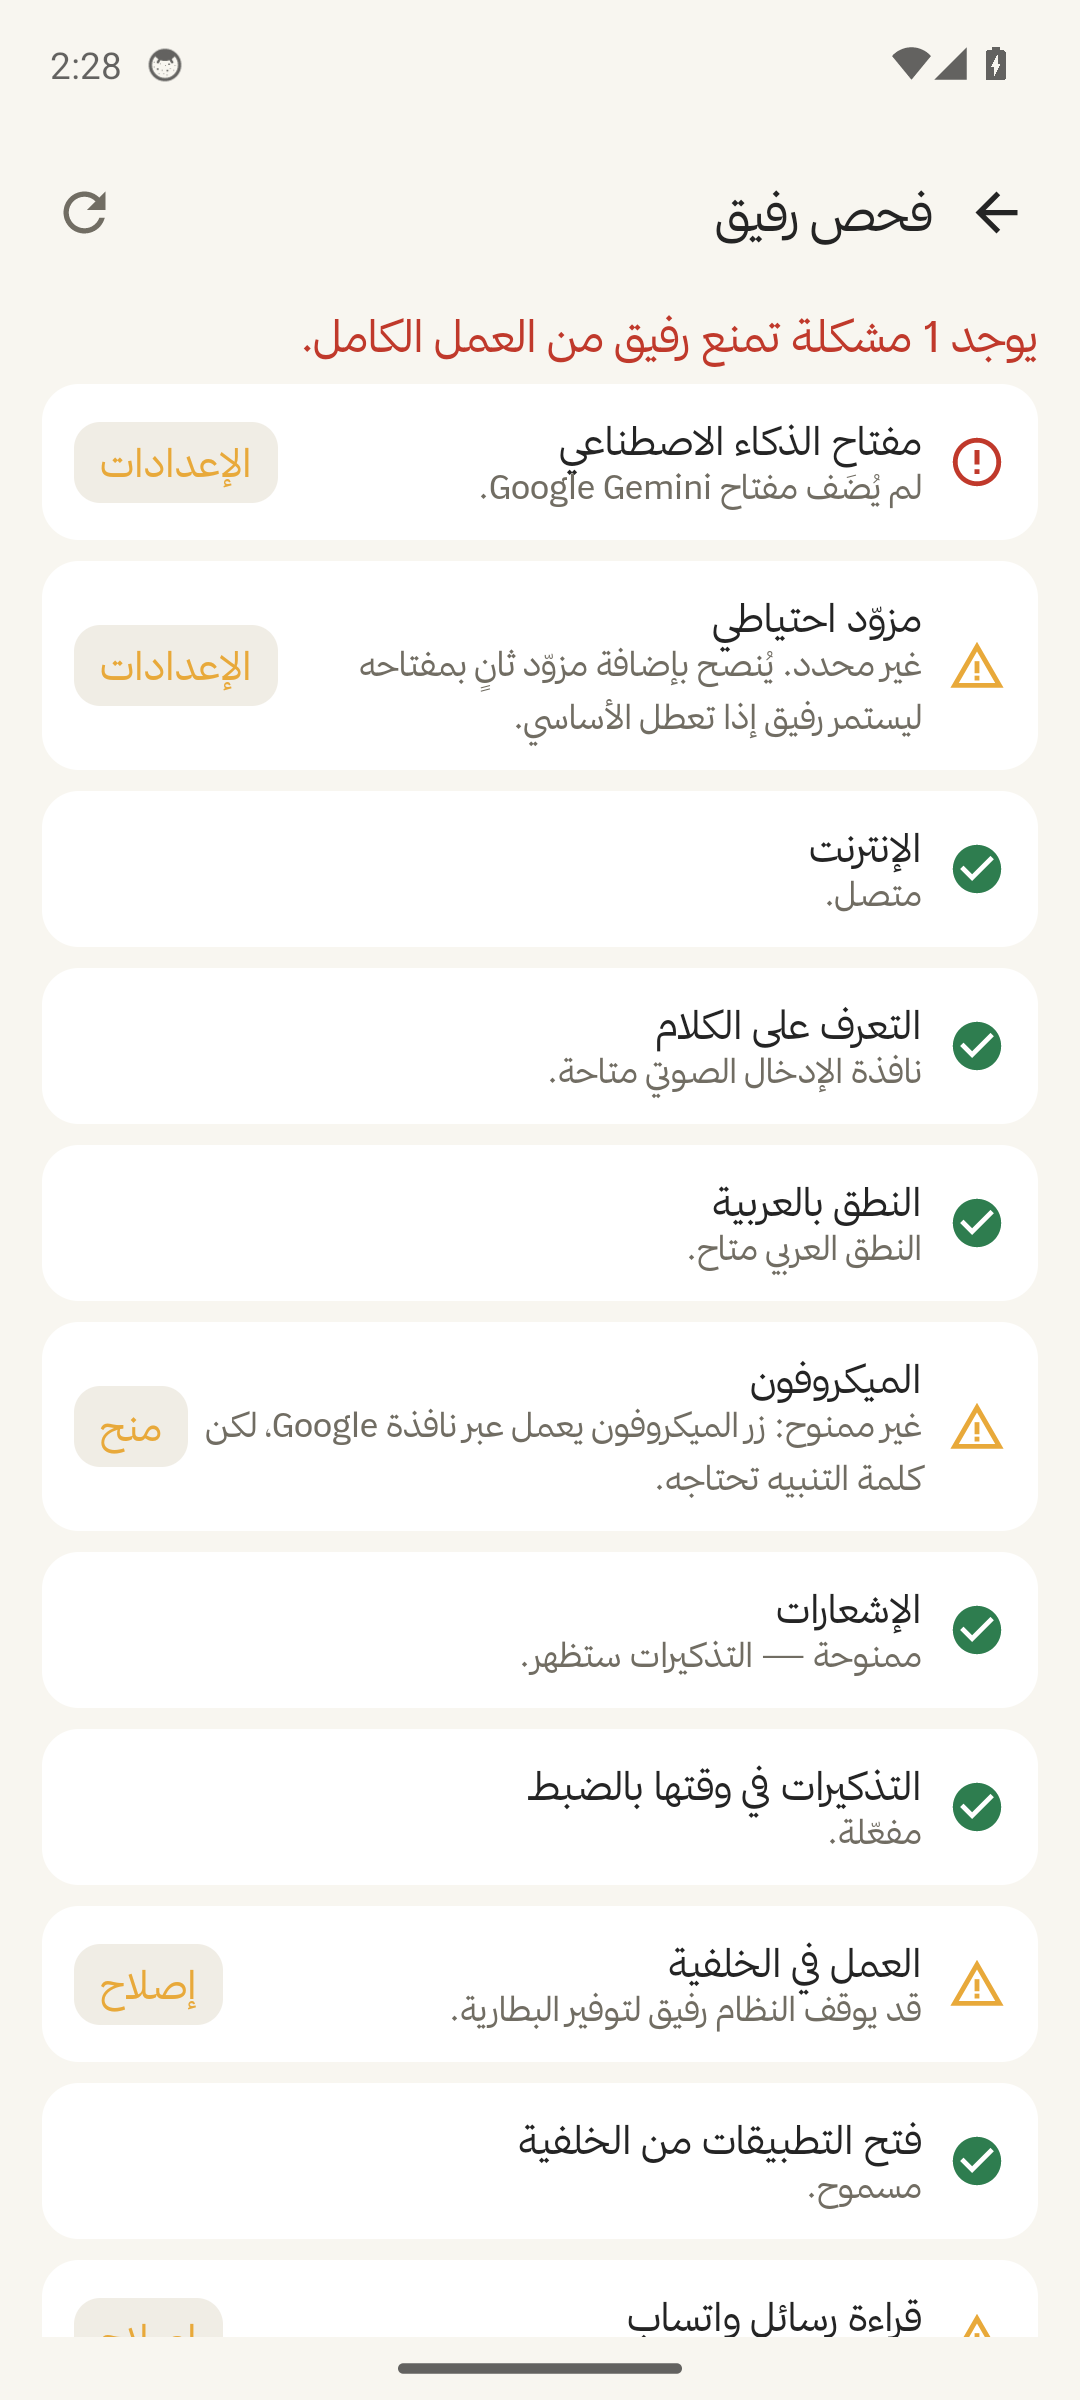 2:28
فحص رفيق
يوجد 1 مشكلة تمنع رفيق من العمل الكامل.
مفتاح الذكاء الاصطناعي
لم يُضَف مفتاح Google Gemini.
الإعدادات
مزوّد احتياطي
غير محدد. يُنصح بإضافة مزوّد ثانٍ بمفتاحه
ليستمر رفيق إذا تعطل الأساسي.
الإعدادات
الإنترنت
متصل.
التعرف على الكلام
نافذة الإدخال الصوتي متاحة.
النطق بالعربية
النطق العربي متاح.
الميكروفون
غير ممنوح: زر الميكروفون يعمل عبر نافذة Google، لكن
كلمة التنبيه تحتاجه.
منح
الإشعارات
ممنوحة — التذكيرات ستظهر.
التذكيرات في وقتها بالضبط
مفعّلة.
العمل في الخلفية
قد يوقف النظام رفيق لتوفير البطارية.
إصلاح
فتح التطبيقات من الخلفية
مسموح.
قراءة رسائل واتساب